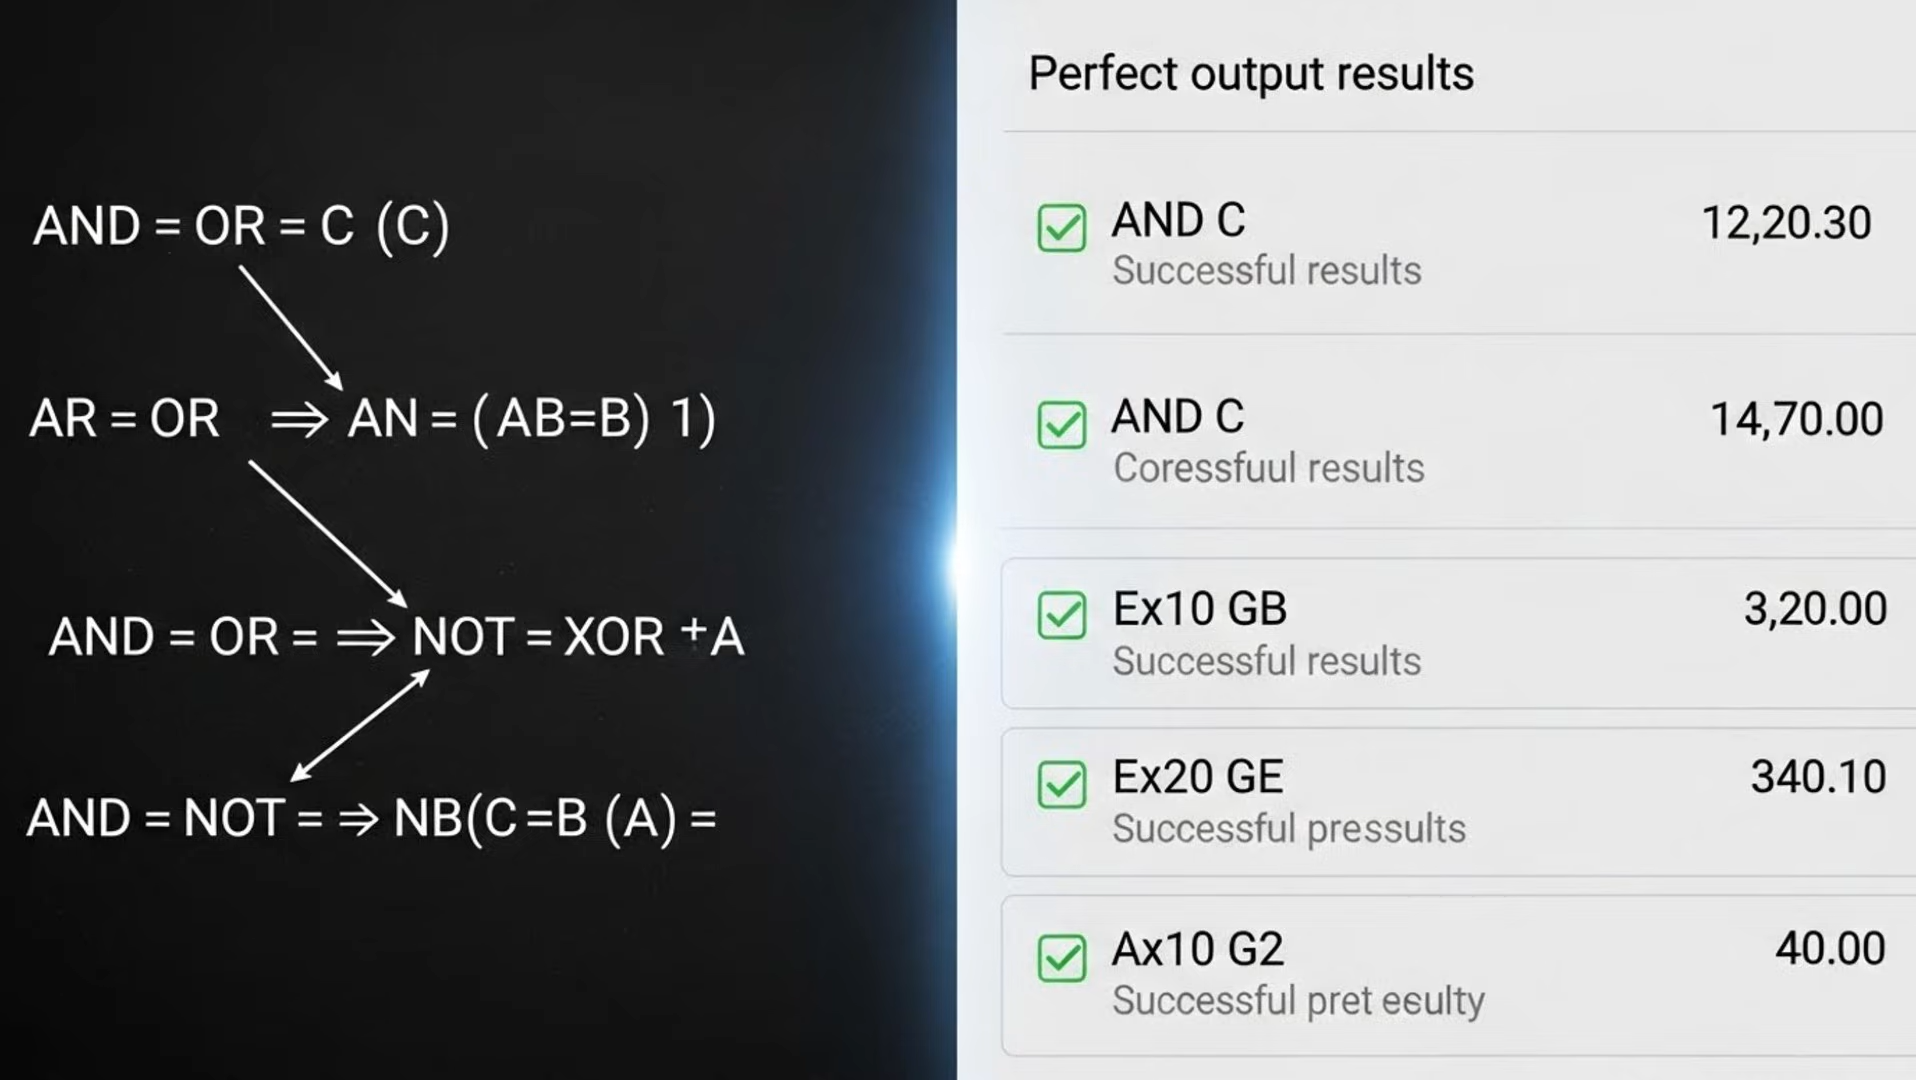 AND = OR = C (C)
AR = OR ⇒ AN = (AB=B) 1)
AND = OR = ⇒ NOT = XOR +A
AND = NOT = ⇒ NB(C=B (A) =
Perfect output results
AND C 12,20.30
Successful results
AND C 14,70.00
Coressfuul results
Ex10 GB 3,20.00
Successful results
Ex20 GE 340.10
Successful pressults
Ax10 G2 40.00
Successful pret esulty